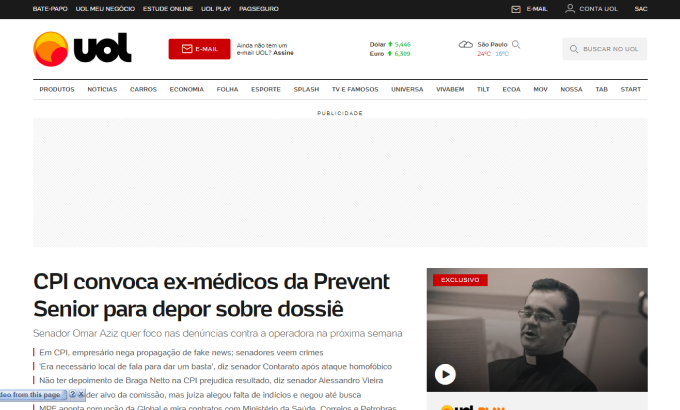 BATE-PAPO UOL MEU NEGÓCIO ESTUDE ONLINE UOL PLAY PAGSEGURO E-MAIL CONTA UOL SAC
UOL
E-MAIL
Ainda não tem um
e-mail UOL? Assine
Dólar 5,446
Euro 6,309
São Paulo
24ºC 18ºC
BUSCAR NO UOL
PRODUTOS NOTÍCIAS CARROS ECONOMIA FOLHA ESPORTE SPLASH TV E FAMOSOS UNIVERSA VIVABEM TILT ECOA MOV NOSSA TAB START
PUBLICIDADE
CPI convoca ex-médicos da Prevent
Senior para depor sobre dossiê
Senador Omar Aziz quer foco nas denúncias contra a operadora na próxima semana
Em CPI, empresário nega propagação de fake news; senadores veem crimes
'Era necessário local de fala para dar um basta', diz senador Contarato após ataque homofóbico
Não ter depoimento de Braga Netto na CPI prejudica resultado, diz senador Alessandro Vieira
deo from this page ? X
der alvo da comissão, mas juíza alegou falta de indícios e negou até busca
MPF aponta corrupção da Global e mira contratos com Ministério da Saúde, Correios e Petrobras
EXCLUSIVO
UOL PLAY